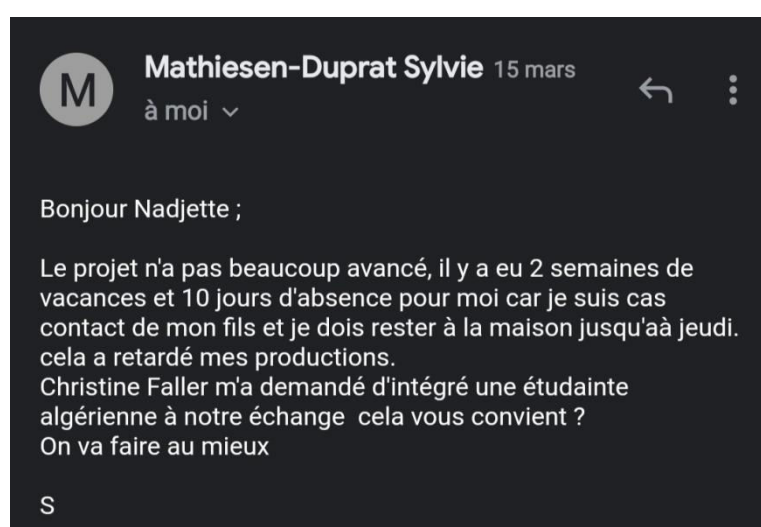 M
Mathiesen-Duprat Sylvie 15 mars
à moi
Bonjour Nadjette ;
Le projet n'a pas beaucoup avancé, il y a eu 2 semaines de
vacances et 10 jours d'absence pour moi car je suis cas
contact de mon fils et je dois rester à la maison jusqu'aà jeudi.
cela a retardé mes productions.
Christine Faller m'a demandé d'intégré une étudainte
algérienne à notre échange  cela vous convient ?
On va faire au mieux
S